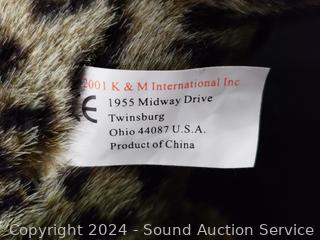 2001 K & M International Inc
CE 1955 Midway Drive
Twinsburg
Ohio 44087 U.S.A.
Product of China
Copyright 2024 - Sound Auction Service